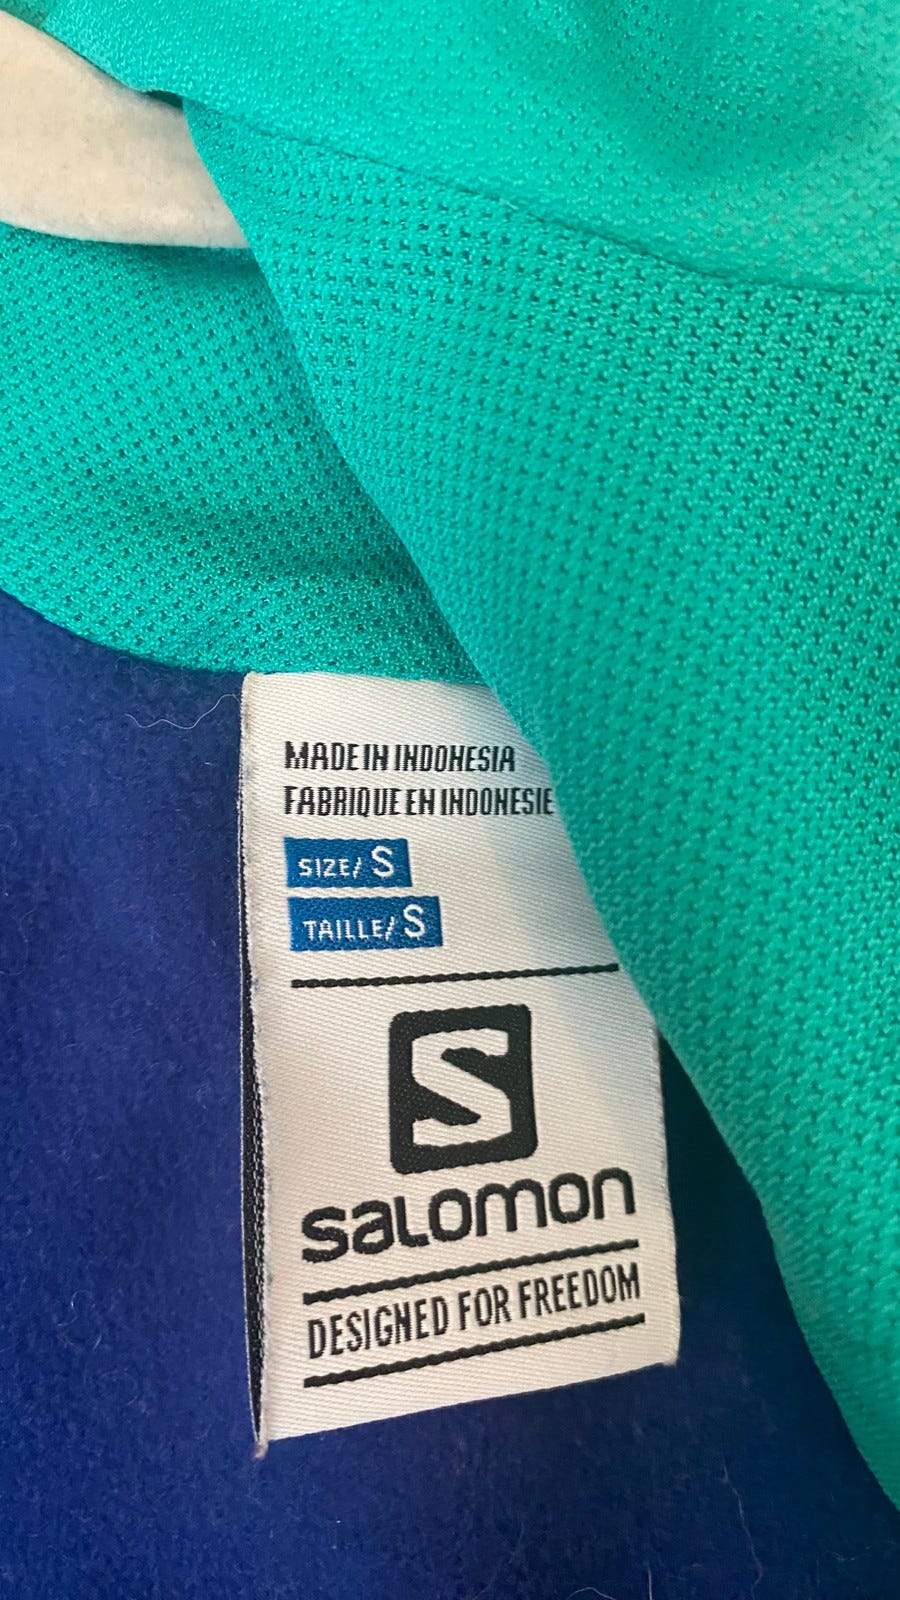 MADE IN INDONESIA
FABRIQUE EN INDONESIE
SIZE/ S
TAILLE/ S
S
SALOMON
DESIGNED FOR FREEDOM